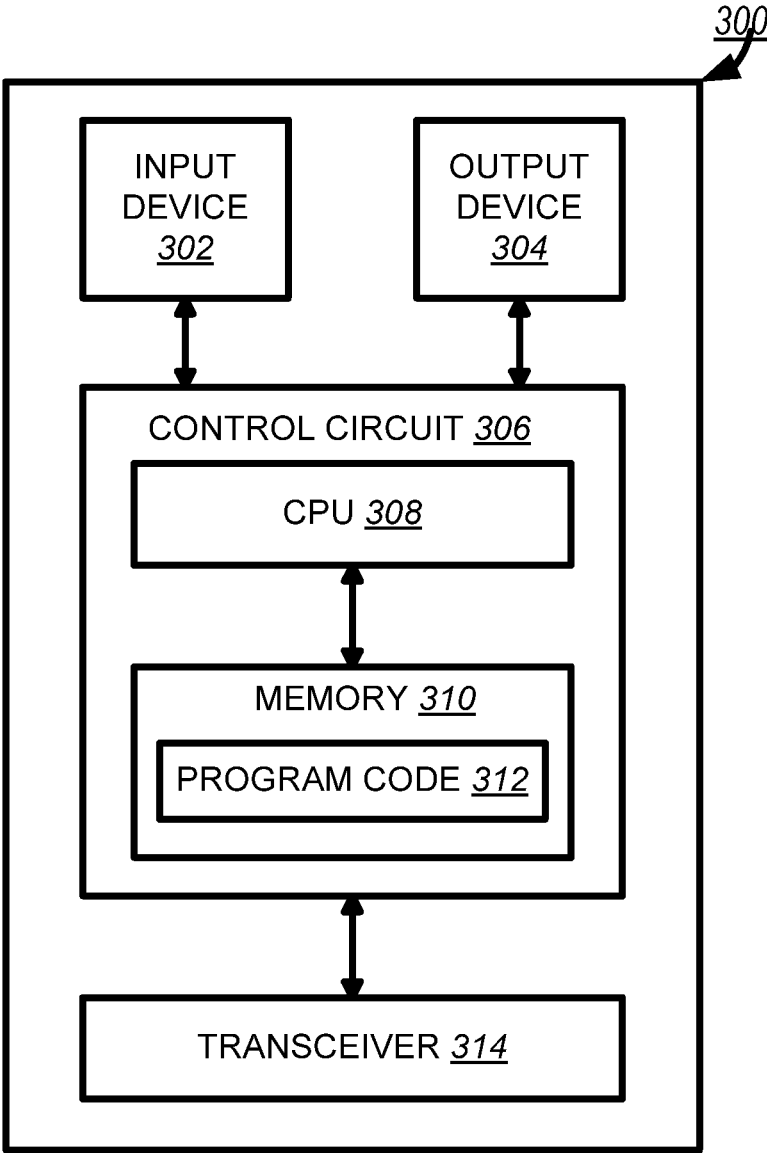 300
INPUT
DEVICE
302
OUTPUT
DEVICE
304
CONTROL CIRCUIT 306
CPU 308
MEMORY 310
PROGRAM CODE 312
TRANSCEIVER 314